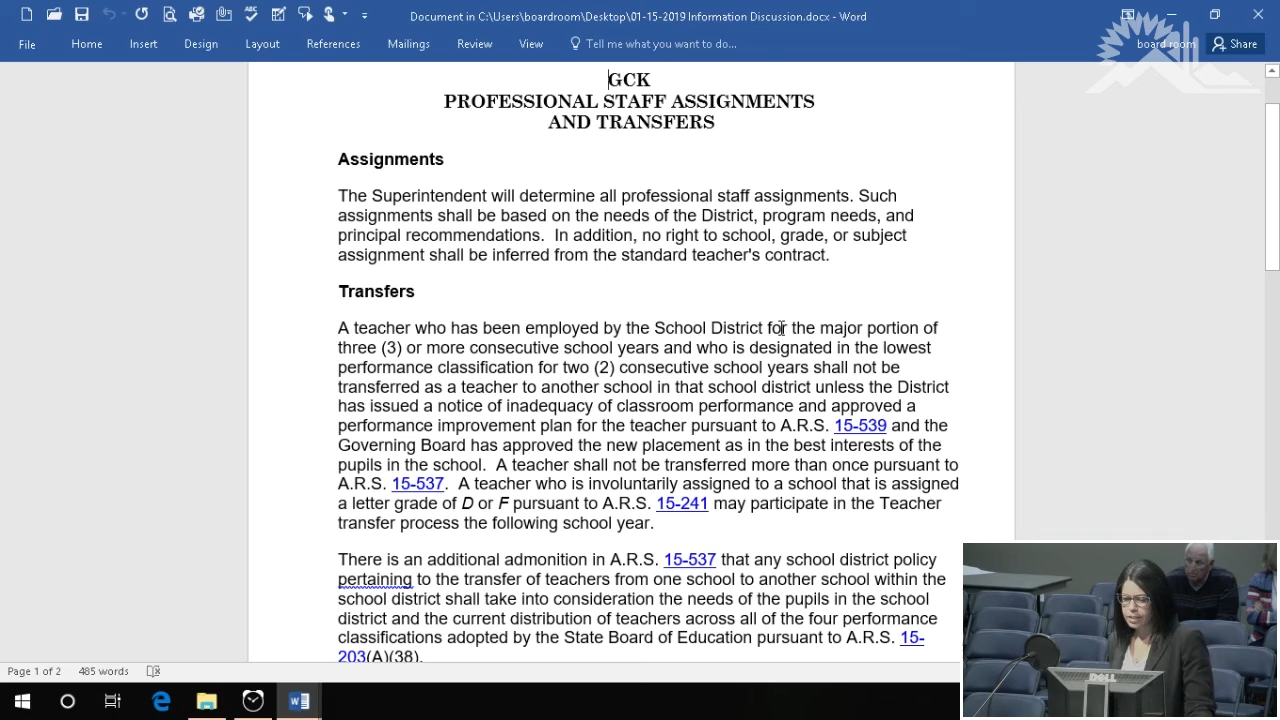 Document in C:\Users\boardroom\Desktop\01-15-2019 Information Discussion.docx - Word
File Home Insert Design Layout References Mailings Review View Tell me what you want to do... board room Share
GCK
PROFESSIONAL STAFF ASSIGNMENTS
AND TRANSFERS
Assignments
The Superintendent will determine all professional staff assignments. Such
assignments shall be based on the needs of the District, program needs, and
principal recommendations. In addition, no right to school, grade, or subject
assignment shall be inferred from the standard teacher's contract.
Transfers
A teacher who has been employed by the School District for the major portion of
three (3) or more consecutive school years and who is designated in the lowest
performance classification for two (2) consecutive school years shall not be
transferred as a teacher to another school in that school district unless the District
has issued a notice of inadequacy of classroom performance and approved a
performance improvement plan for the teacher pursuant to A.R.S. 15-539 and the
Governing Board has approved the new placement as in the best interests of the
pupils in the school. A teacher shall not be transferred more than once pursuant to
A.R.S. 15-537. A teacher who is involuntarily assigned to a school that is assigned
a letter grade of D or F pursuant to A.R.S. 15-241 may participate in the Teacher
transfer process the following school year.
There is an additional admonition in A.R.S. 15-537 that any school district policy
pertaining to the transfer of teachers from one school to another school within the
school district shall take into consideration the needs of the pupils in the school
district and the current distribution of teachers across all of the four performance
classifications adopted by the State Board of Education pursuant to A.R.S. 15-
203(A)(38).
Page 1 of 2 485 words
DELL